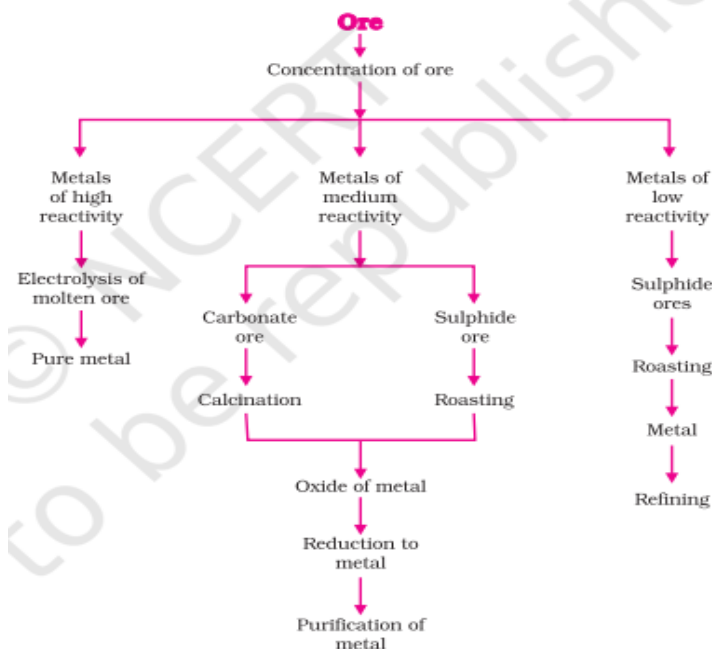 Ore
Concentration of ore
Metals
of high
reactivity
Metals of
medium
reactivity
Metals of
low
reactivity
Electrolysis of
molten ore
Pure metal
Carbonate
ore
Sulphide
ore
Sulphide
ores
Calcination
Roasting
Roasting
Metal
Refining
Oxide of metal
Reduction to
metal
Purification of
metal
© NCERT
to be republishe